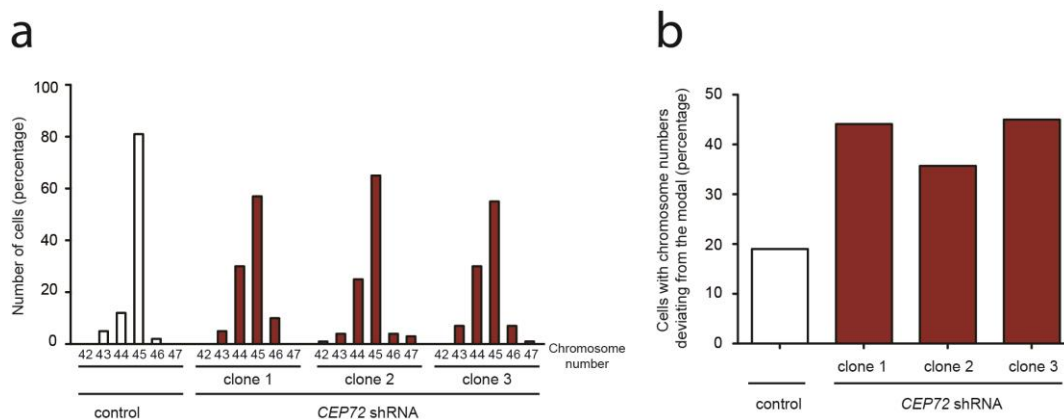 a
Number of cells (percentage)
100
80
60
40
20
0
42 43 44 45 46 47 42 43 44 45 46 47 42 43 44 45 46 47 42 43 44 45 46 47
Chromosome number
clone 1 clone 2 clone 3
control CEP72 shRNA
b
Cells with chromosome numbers
deviating from the modal (percentage)
50
40
30
20
10
0
clone 1 clone 2 clone 3
control CEP72 shRNA